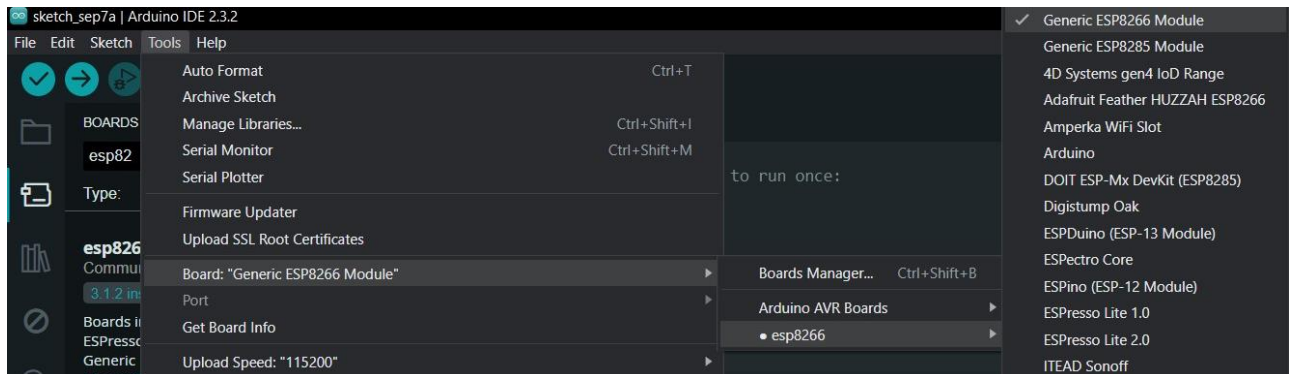 sketch_sep7a | Arduino IDE 2.3.2
File Edit Sketch Tools Help
BOARDS
esp82
Type:
esp826
Commu
3.1.2 in
Boards i
ESPresso
Generic
Auto Format Ctrl+T
Archive Sketch
Manage Libraries... Ctrl+Shift+I
Serial Monitor Ctrl+Shift+M
Serial Plotter
Firmware Updater
Upload SSL Root Certificates
Board: "Generic ESP8266 Module"
Port
Get Board Info
Upload Speed: "115200"
to run once:
Boards Manager... Ctrl+Shift+B
Arduino AVR Boards
• esp8266
✓ Generic ESP8266 Module
Generic ESP8285 Module
4D Systems gen4 IoD Range
Adafruit Feather HUZZAH ESP8266
Amperka WiFi Slot
Arduino
DOIT ESP-Mx DevKit (ESP8285)
Digistump Oak
ESPDuino (ESP-13 Module)
ESPectro Core
ESPino (ESP-12 Module)
ESPresso Lite 1.0
ESPresso Lite 2.0
ITEAD Sonoff